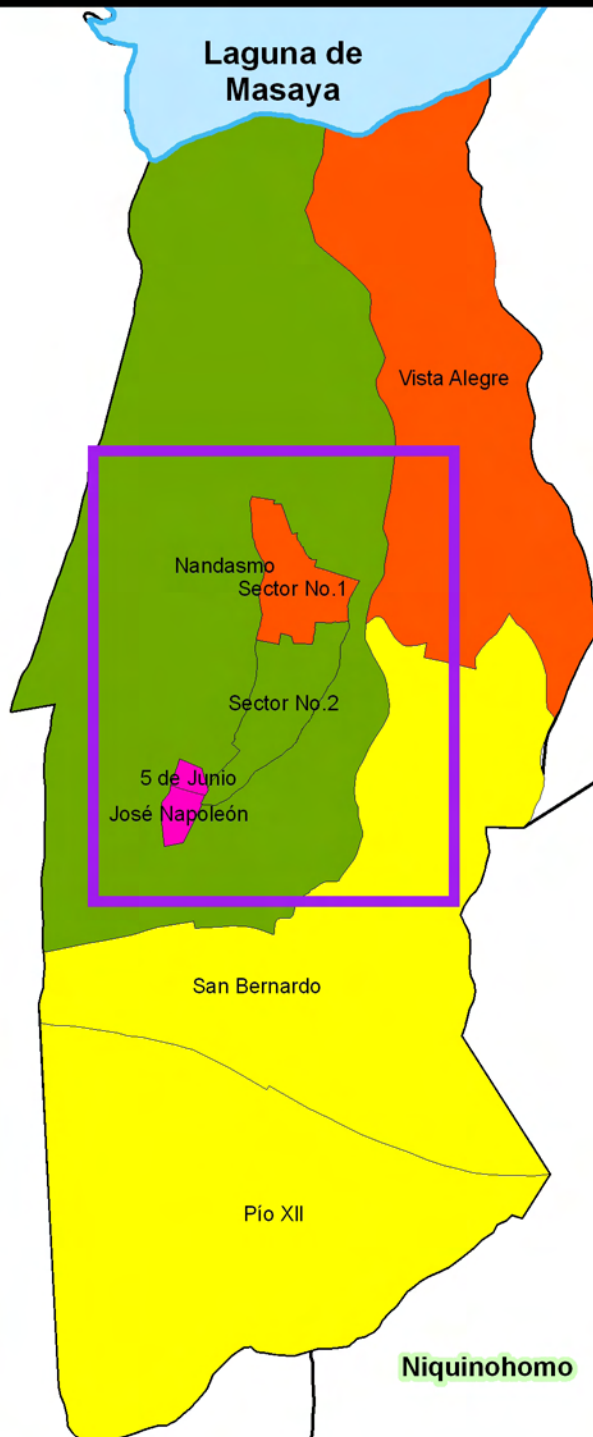 Laguna de
Masaya
Vista Alegre
Nandasmo
Sector No.1
Sector No.2
5 de Junio
José Napoleón
San Bernardo
Pío XII
Niquinohomo